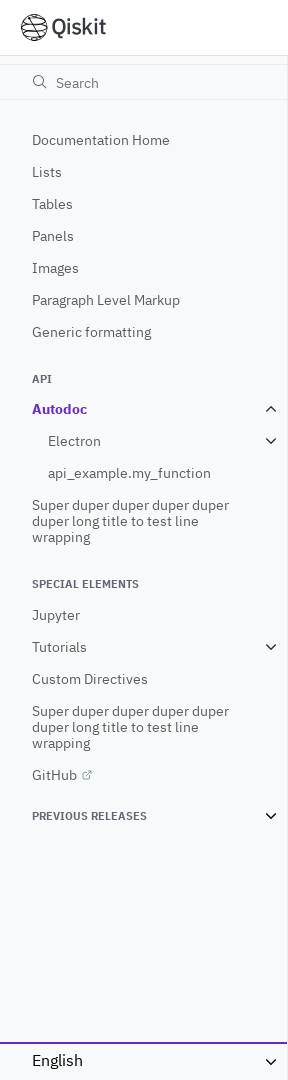 Qiskit
Search
Documentation Home
Lists
Tables
Panels
Images
Paragraph Level Markup
Generic formatting
API
Autodoc
Electron
api_example.my_function
Super duper duper duper duper
duper long title to test line
wrapping
SPECIAL ELEMENTS
Jupyter
Tutorials
Custom Directives
Super duper duper duper duper
duper long title to test line
wrapping
GitHub
PREVIOUS RELEASES
English